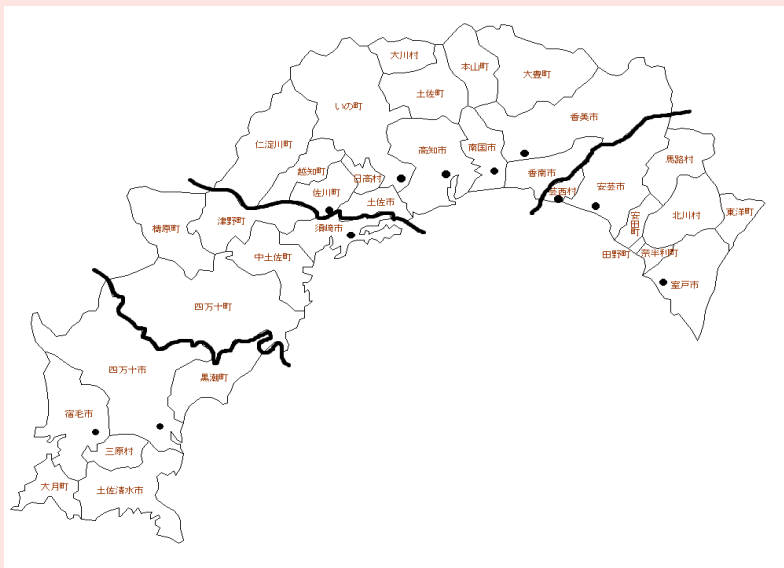 大川村
本山町
大豊町
いの町
土佐町
香美市
仁淀川町
高知市
南国市
馬路村
越知町
日高村
香南市
佐川町
芸西村
安芸市
土佐市
北川村
東洋町
津野町
安田町
梼原町
須崎市
中土佐町
田野町
奈半利町
室戸市
四万十町
四万十市
黒潮町
宿毛市
三原村
大月町
土佐清水市